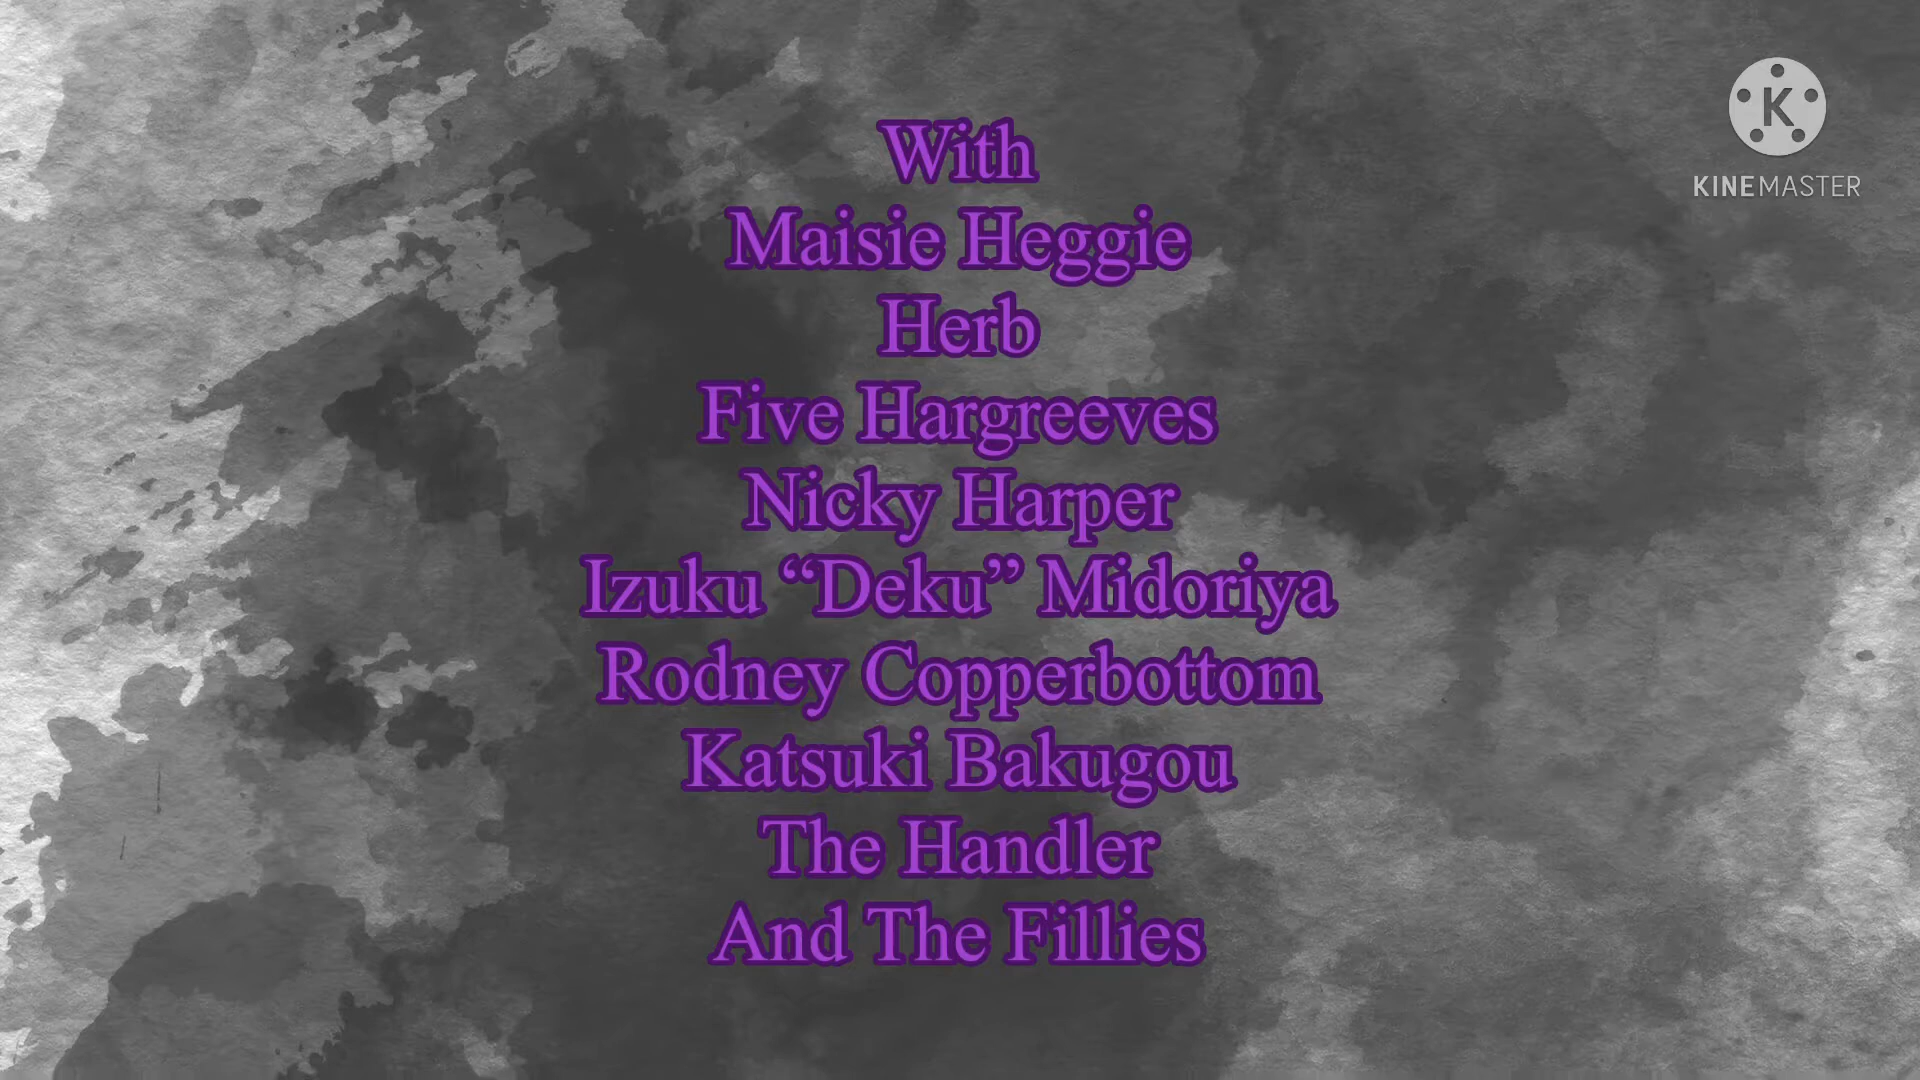 With
K
KINEMASTER
Maisie Heggie
Herb
Five Hargreeves
Nicky Harper
Izuku “Deku” Midoriya
Rodney Copperbottom
Katsuki Bakugou
The Handler
And The Fillies